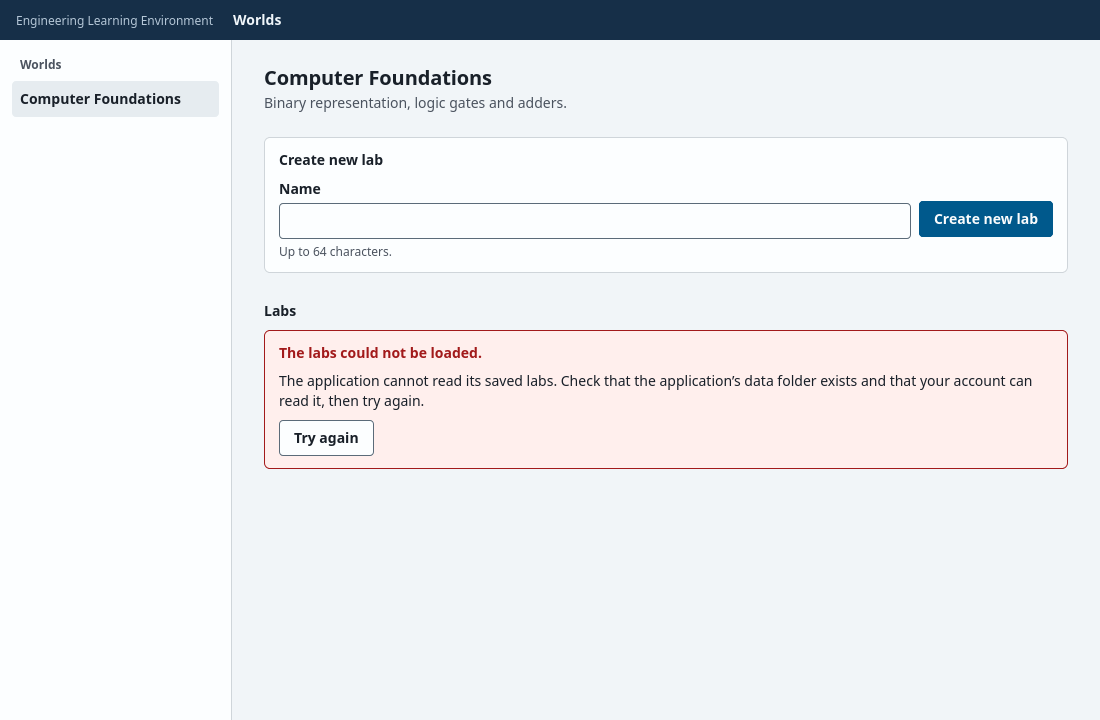 Engineering Learning Environment Worlds
Worlds
Computer Foundations
Computer Foundations
Binary representation, logic gates and adders.
Create new lab
Name
Create new lab
Up to 64 characters.
Labs
The labs could not be loaded.
The application cannot read its saved labs. Check that the application’s data folder exists and that your account can
read it, then try again.
Try again